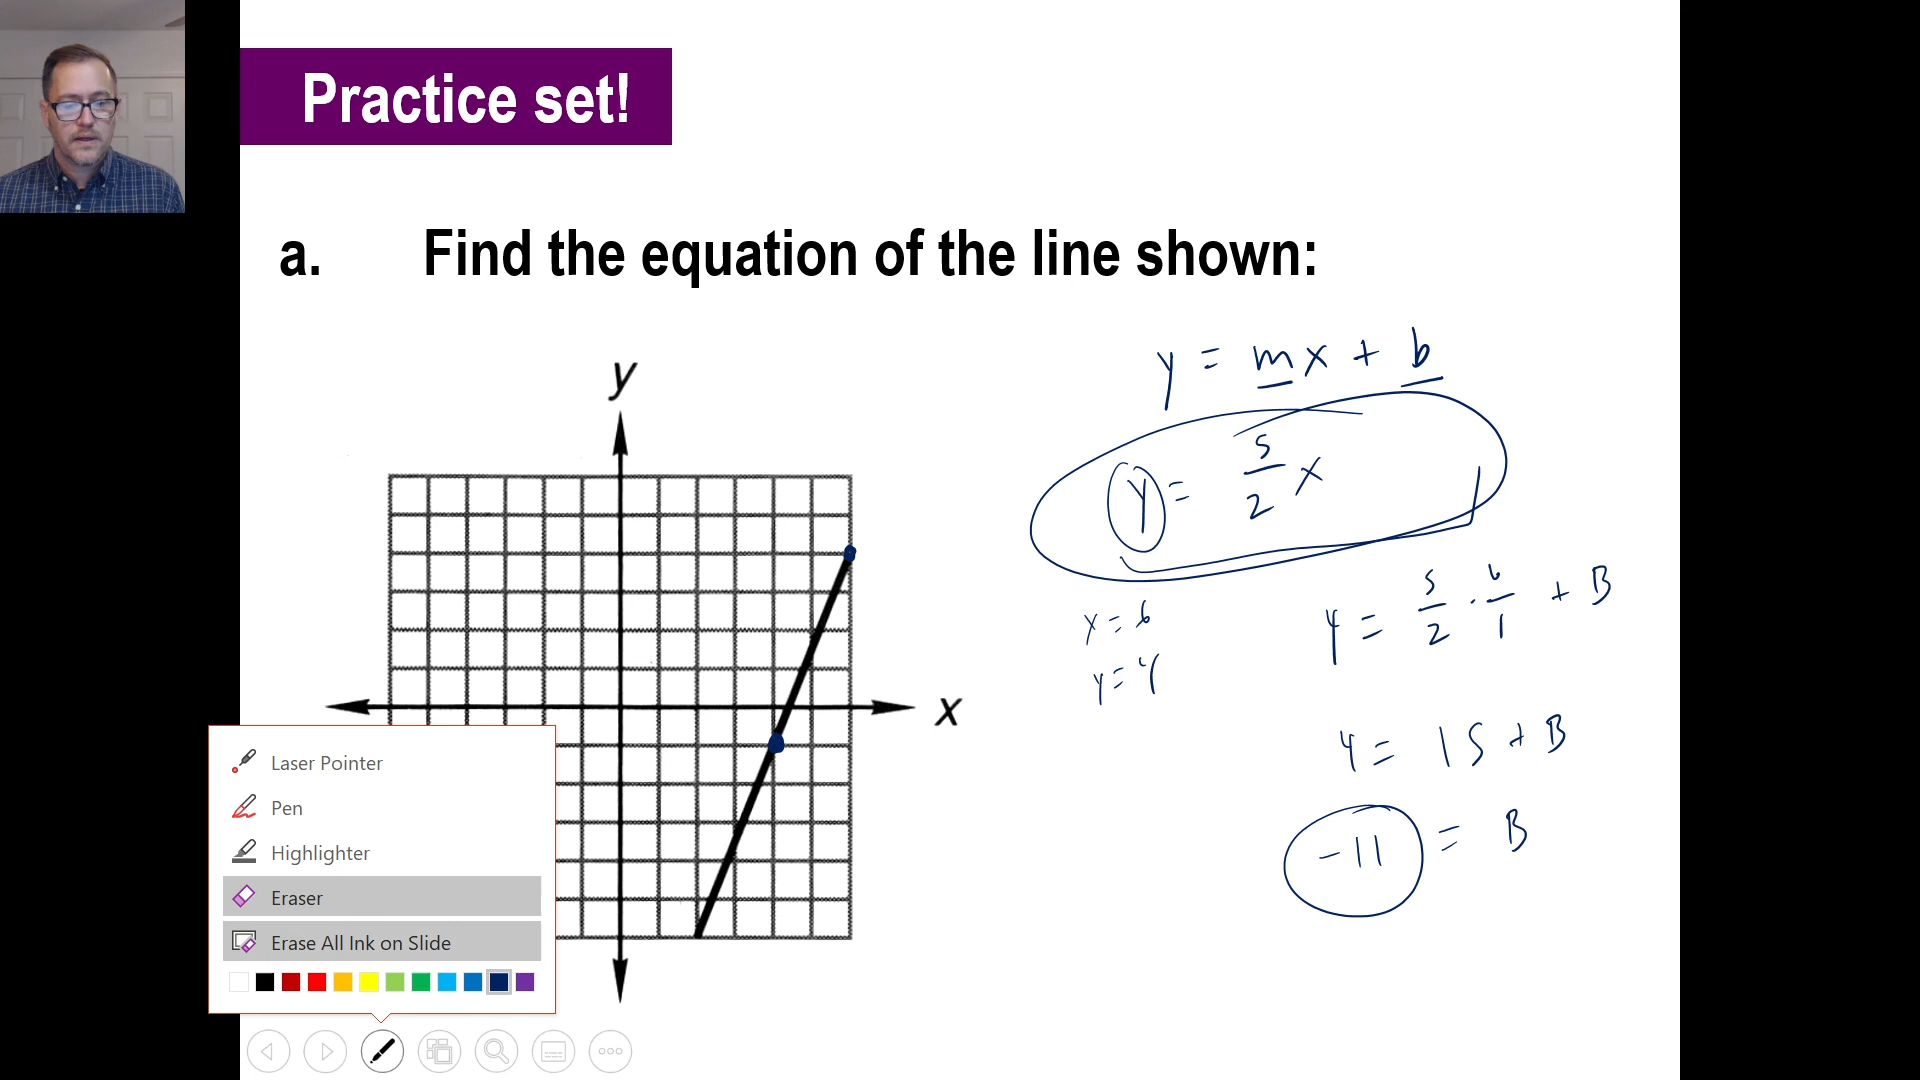 Practice set!
a. Find the equation of the line shown:
y = mx + b
y = 5/2 x
x = 6
y = 4
4 = 5/2 · 6/1 + B
4 = 15 + B
-11 = B
y
x
Laser Pointer
Pen
Highlighter
Eraser
Erase All Ink on Slide